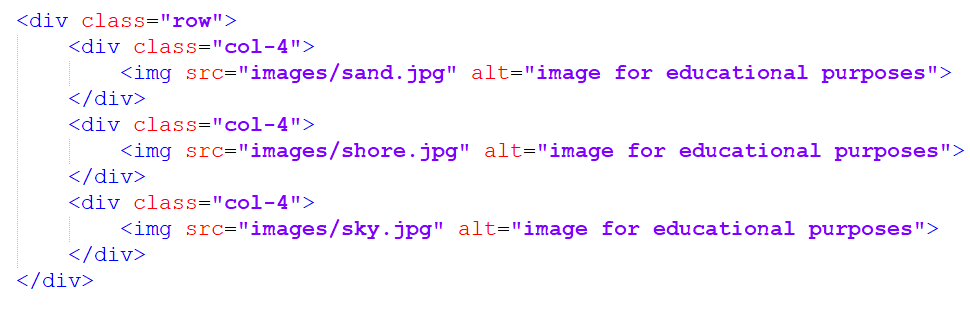 <div class="row">
<div class="col-4">
<img src="images/sand.jpg" alt="image for educational purposes">
</div>
<div class="col-4">
<img src="images/shore.jpg" alt="image for educational purposes">
</div>
<div class="col-4">
<img src="images/sky.jpg" alt="image for educational purposes">
</div>
</div>